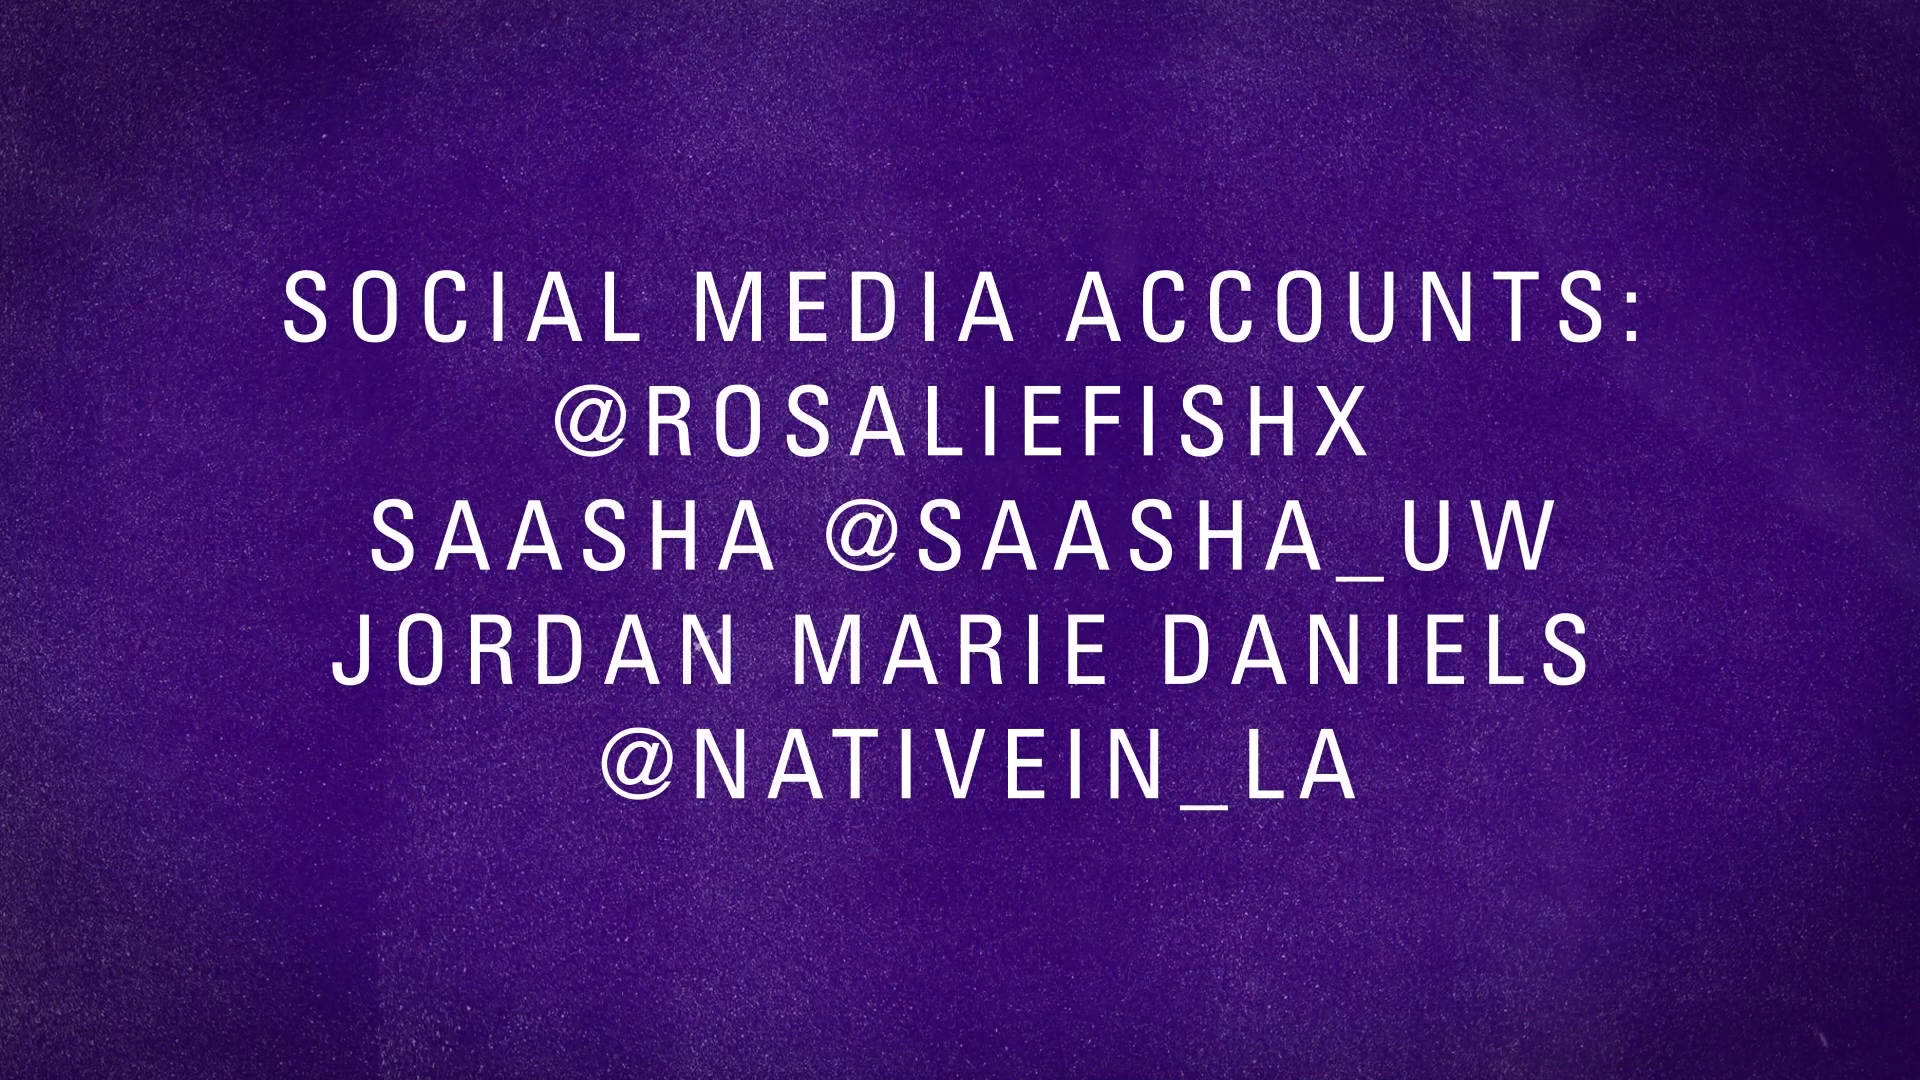 SOCIAL MEDIA ACCOUNTS:
@ROSALIEFISHX
SAASHA @SAASHA_UW
JORDAN MARIE DANIELS
@NATIVEIN_LA